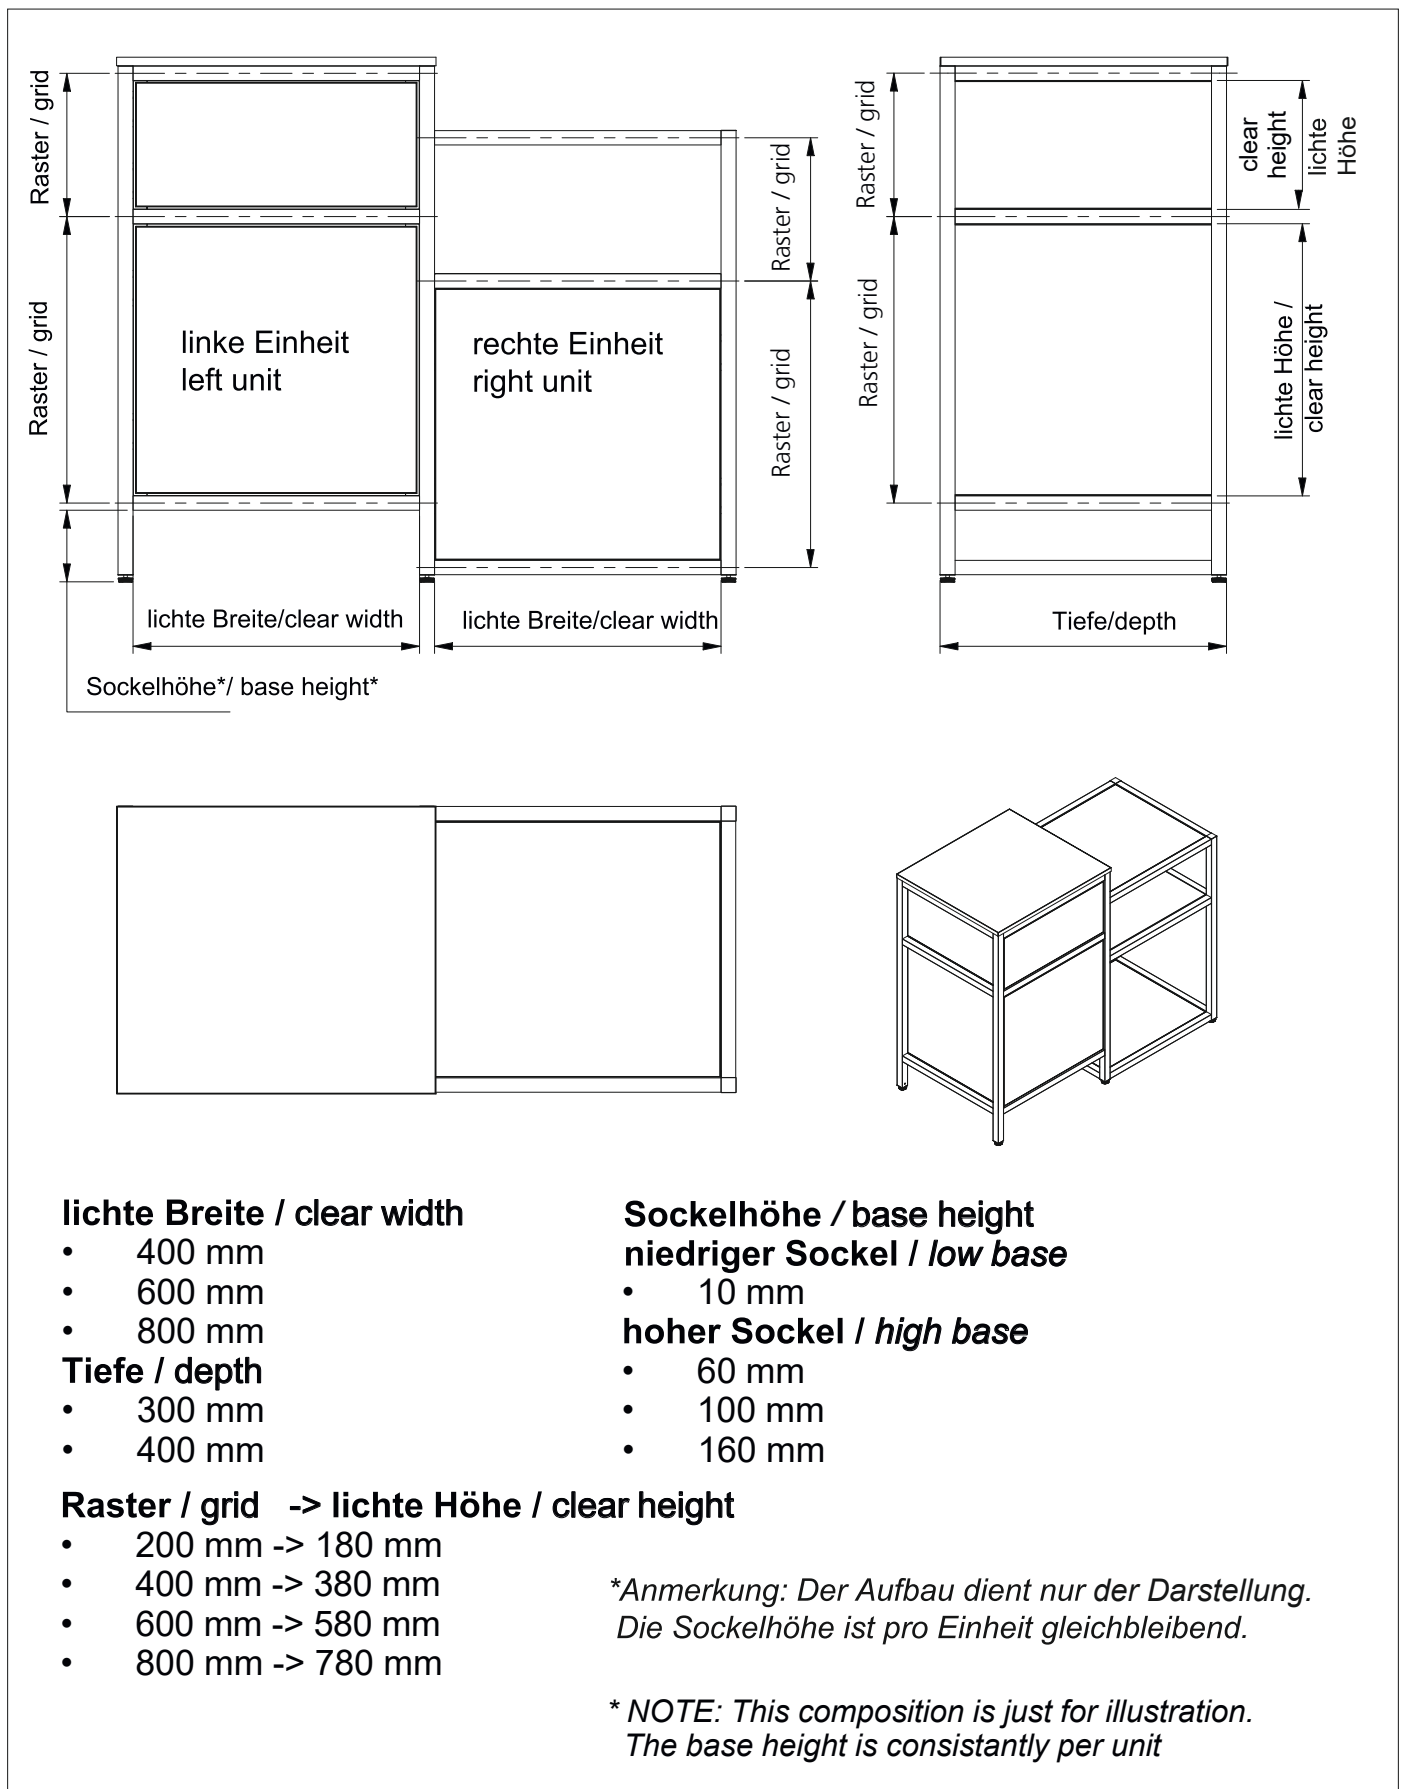 Raster / grid
Raster / grid
Raster / grid
Raster / grid
Raster / grid
Raster / grid
clear
height
lichte
Höhe
lichte Höhe /
clear height
linke Einheit
left unit
rechte Einheit
right unit
lichte Breite/clear width
lichte Breite/clear width
Tiefe/depth
Sockelhöhe*/ base height*
lichte Breite / clear width
• 400 mm
• 600 mm
• 800 mm
Tiefe / depth
• 300 mm
• 400 mm
Sockelhöhe / base height
niedriger Sockel / low base
• 10 mm
hoher Sockel / high base
• 60 mm
• 100 mm
• 160 mm
Raster / grid -> lichte Höhe / clear height
• 200 mm -> 180 mm
• 400 mm -> 380 mm
• 600 mm -> 580 mm
• 800 mm -> 780 mm
*Anmerkung: Der Aufbau dient nur der Darstellung.
Die Sockelhöhe ist pro Einheit gleichbleibend.
* NOTE: This composition is just for illustration.
The base height is consistantly per unit